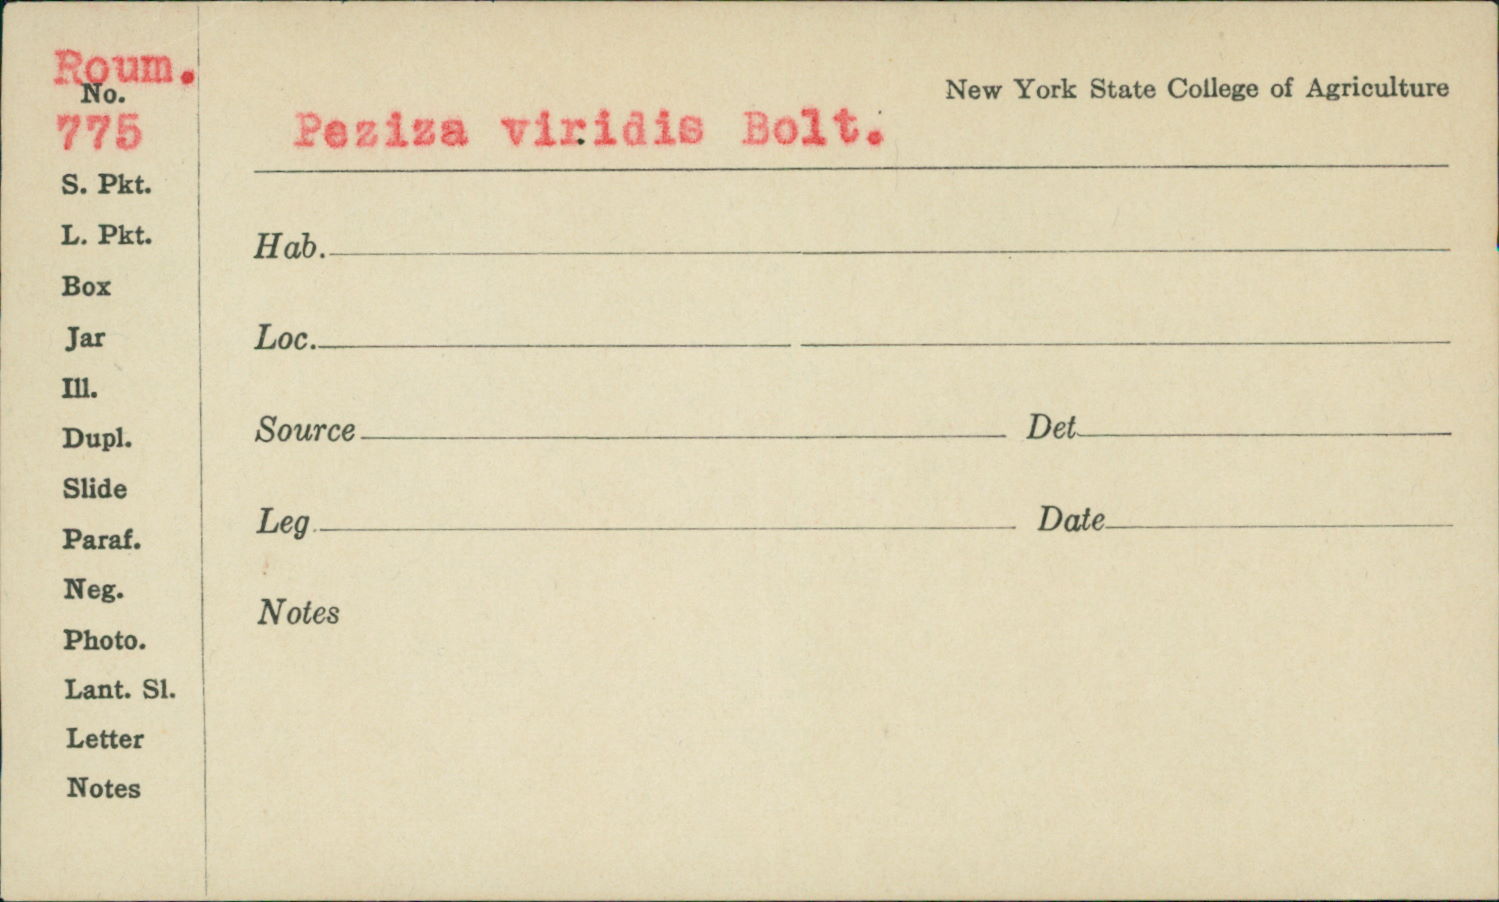 Roum.
No.
775
S. Pkt.
L. Pkt.
Box
Jar
Ill.
Dupl.
Slide
Paraf.
Neg.
Photo.
Lant. Sl.
Letter
Notes
New York State College of Agriculture
Peziza viridis Bolt.
Hab.
Loc.
Source Det.
Leg. Date
Notes